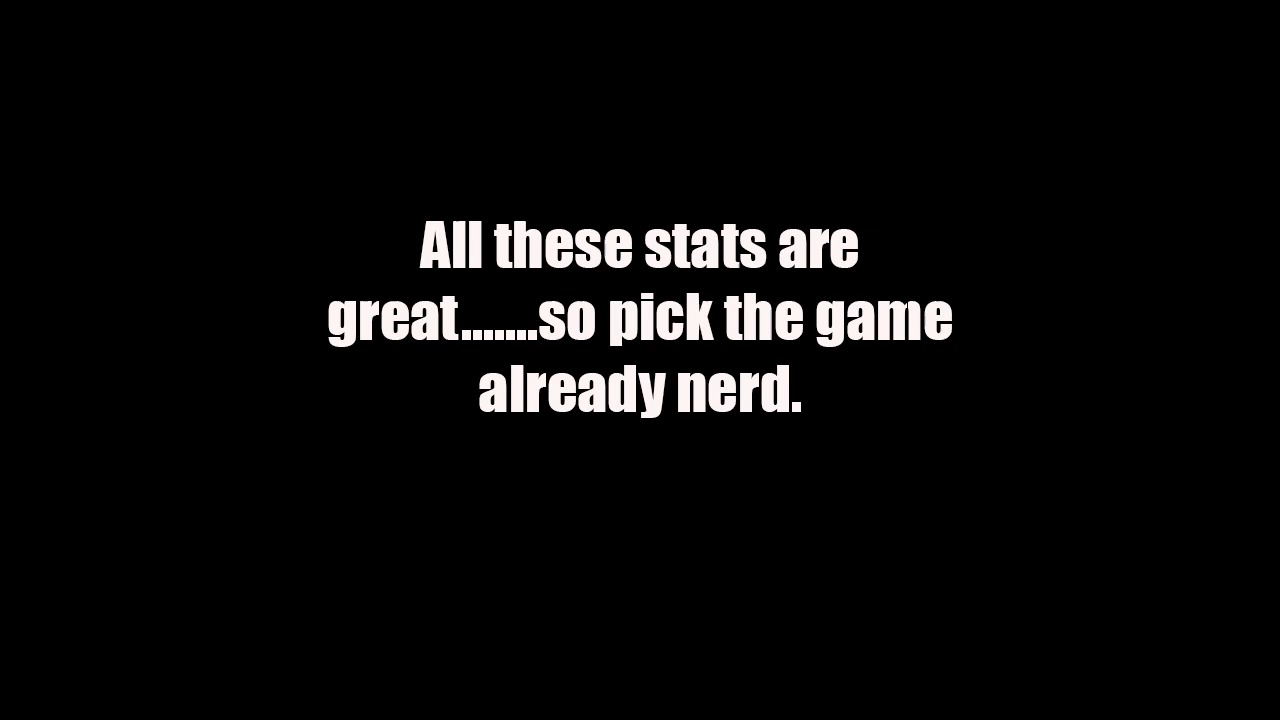 All these stats are
great.......so pick the game
already nerd.